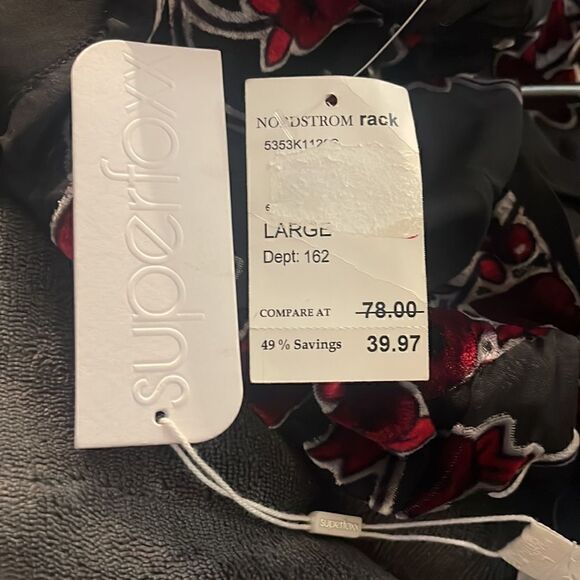 superfoxx
NORDSTROM rack
LARGE
Dept: 162
COMPARE AT 78.00
49 % Savings 39.97
superfoxx